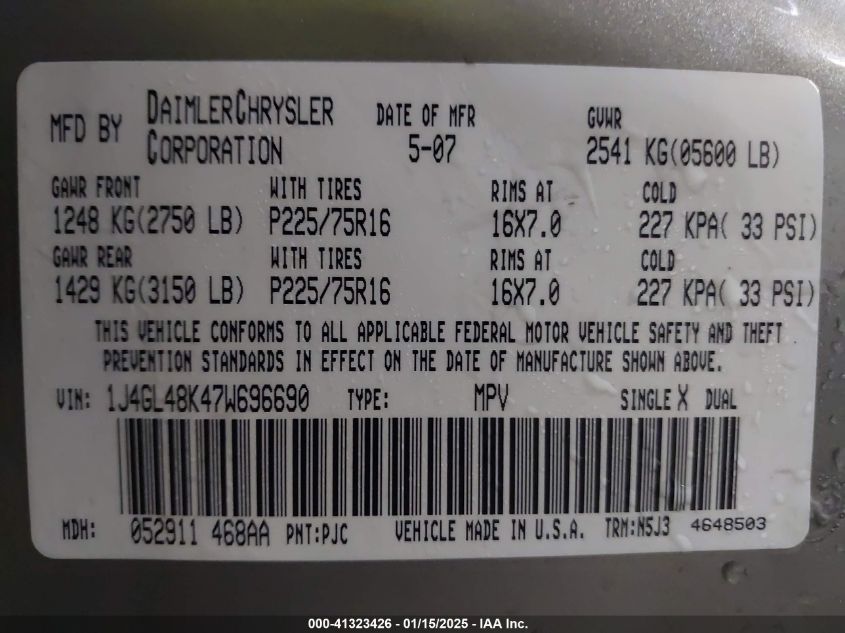 MFD BY DAIMLERCHRYSLER CORPORATION DATE OF MFR 5-07 GVWR 2541 KG(05600 LB)
GAWR FRONT WITH TIRES RIMS AT COLD
1248 KG(2750 LB) P225/75R16 16X7.0 227 KPA( 33 PSI)
GAWR REAR WITH TIRES RIMS AT COLD
1429 KG(3150 LB) P225/75R16 16X7.0 227 KPA( 33 PSI)
THIS VEHICLE CONFORMS TO ALL APPLICABLE FEDERAL MOTOR VEHICLE SAFETY AND THEFT
PREVENTION STANDARDS IN EFFECT ON THE DATE OF MANUFACTURE SHOWN ABOVE.
VIN: 1J4GL48K47W696690 TYPE: MPV SINGLE X DUAL
MDH: 052911 468AA PNT:PJC VEHICLE MADE IN U.S.A. TRM:N5J3 4648503
000-41323426 - 01/15/2025 - IAA Inc.